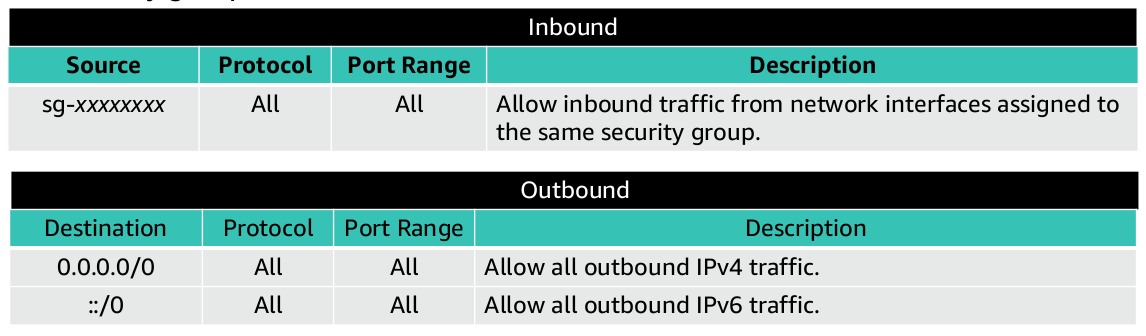 Inbound
Source Protocol Port Range Description
sg-xxxxxxxx All All Allow inbound traffic from network interfaces assigned to
the same security group.
Outbound
Destination Protocol Port Range Description
0.0.0.0/0 All All Allow all outbound IPv4 traffic.
::/0 All All Allow all outbound IPv6 traffic.